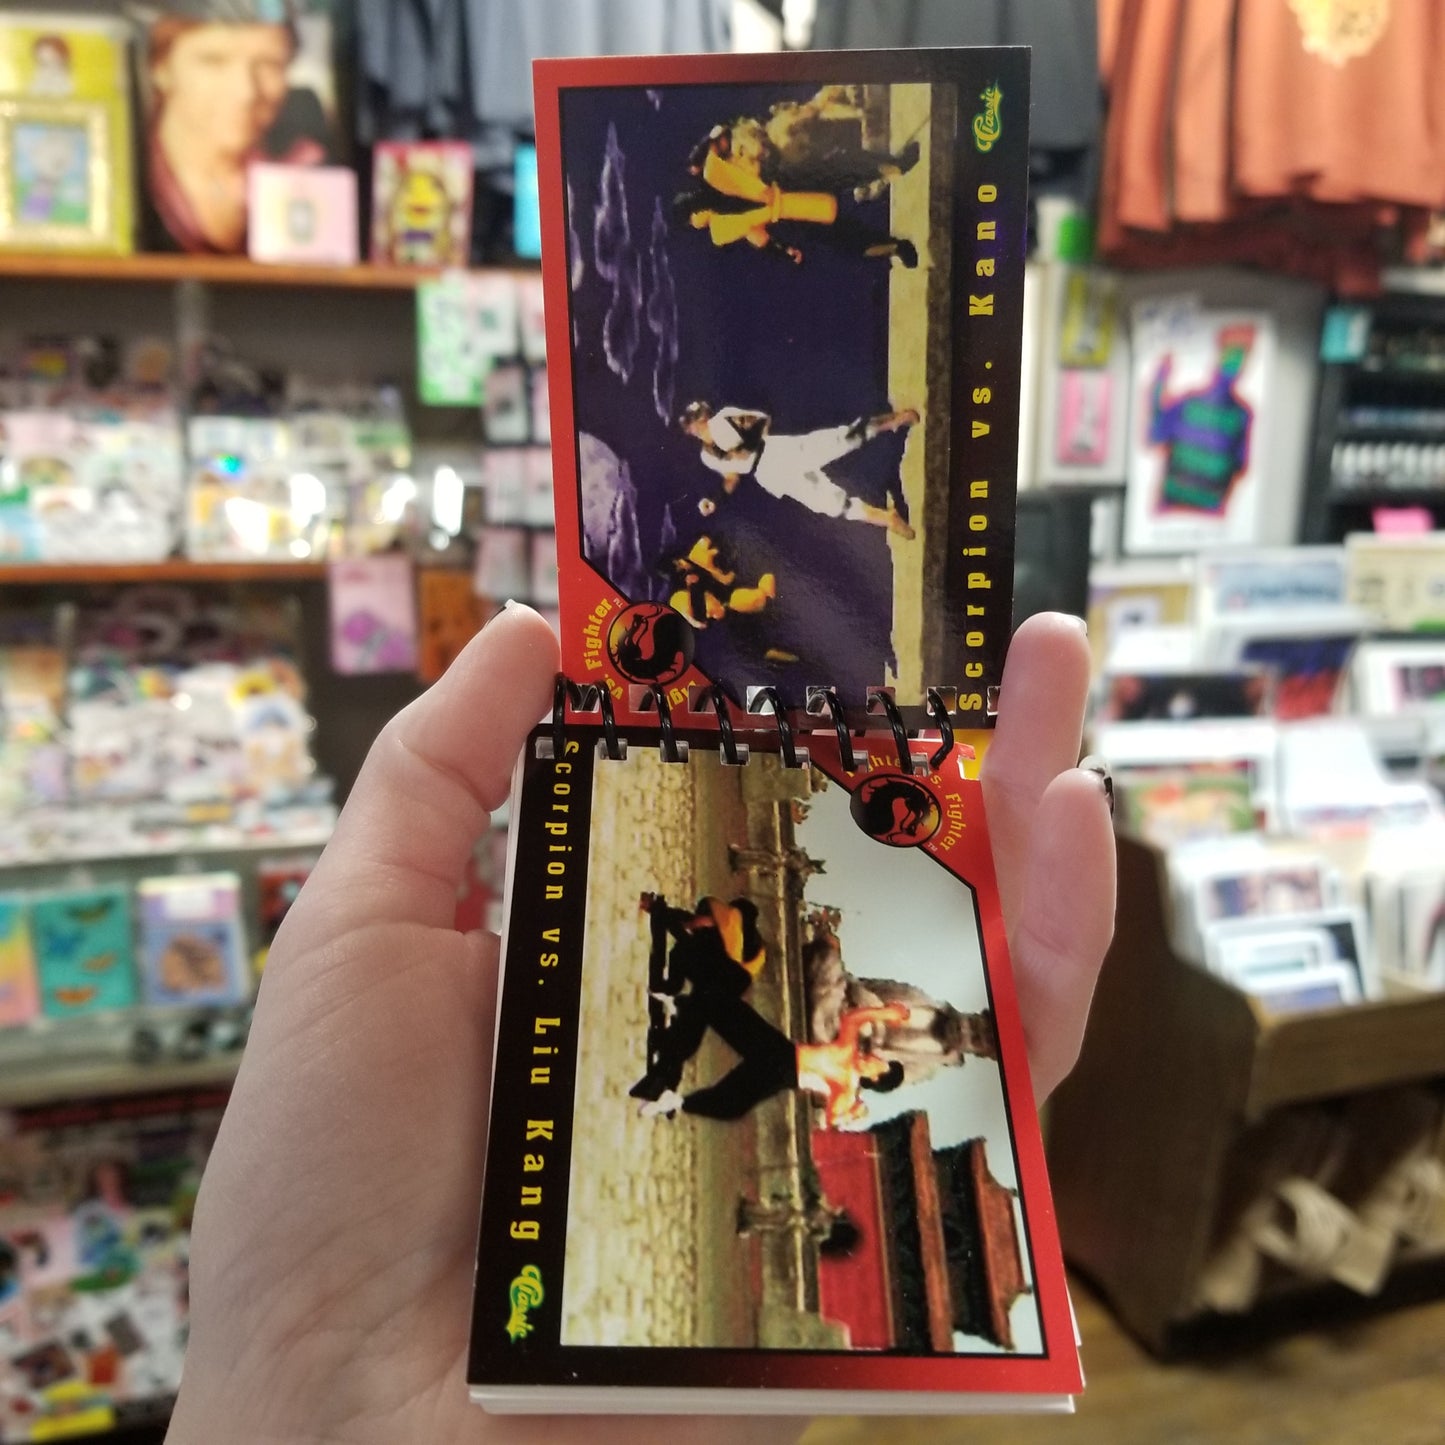 Classic
Scorpion vs. Kano
Fighter vs. Fighter
Scorpion vs. Liu Kang
Fighter vs. Fighter
Classic